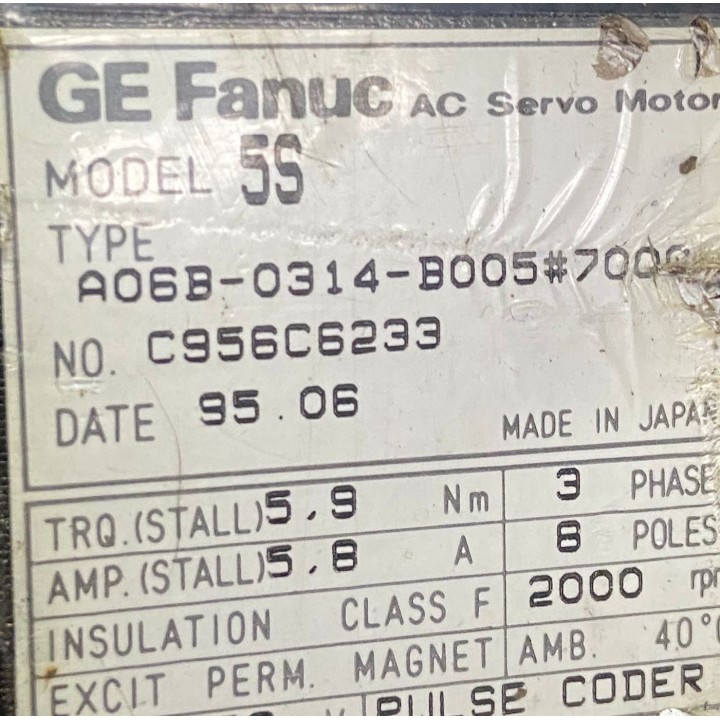 GE Fanuc AC Servo Motor
MODEL 5S
TYPE
A06B-0314-B005#700
NO. C956C6233
DATE 95.06
MADE IN JAPA
TRQ.(STALL)5.9 Nm 3 PHASE
AMP.(STALL)5.8 A 8 POLES
INSULATION CLASS F 2000 rpm
EXCIT PERM. MAGNET AMB. 40°C
PULSE CODER